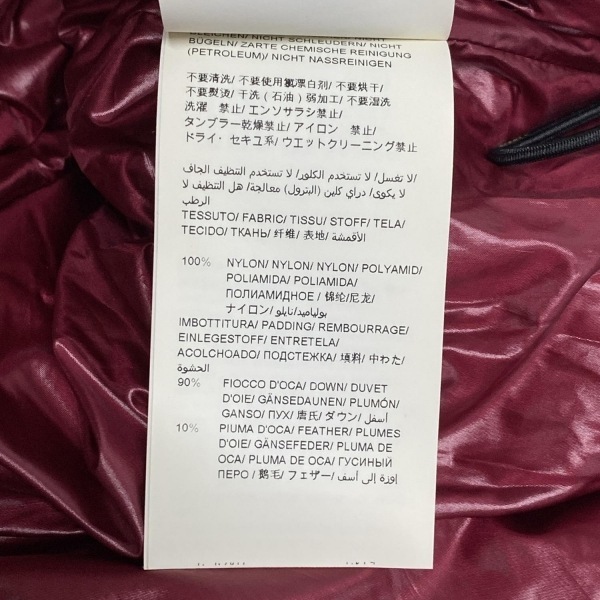 BÜGELN/ ZARTE CHEMISCHE REINIGUNG
(PETROLEUM)/ NICHT NASSREINIGEN
不要清洗/ 不要使用氯漂白剂/ 不要烘干/
不要熨烫/ 干洗（石油）弱加工/ 不要湿洗
洗濯 禁止/ エンソサラシ禁止/
タンブラー乾燥禁止/ アイロン 禁止/
ドライ・セキユ系/ ウエットクリーニング禁止
لا تغسل/ لا تستخدم الكلور/ لا تستخدم التنظيف الجاف/
لا يكوى/ دراي كلين (البترول) معالجة/ هل التنظيف لا
الرطب
TESSUTO/ FABRIC/ TISSU/ STOFF/ TELA/
TECIDO/ ТКАНЬ/ 纤维/ 表地/ الأقمشة
100% NYLON/ NYLON/ NYLON/ POLYAMID/
POLIAMIDA/ POLIAMIDA/
ПОЛИАМИДНОЕ / 锦纶/尼龙/
ナイロン/ بولياميد/نايلو
IMBOTTITURA/ PADDING/ REMBOURRAGE/
EINLEGESTOFF/ ENTRETELA/
ACOLCHOADO/ ПОДСТЕЖКА/ 填料/ 中わた/
الحشوة
90% FIOCCO D'OCA/ DOWN/ DUVET
D'OIE/ GÄNSEDAUNEN/ PLUMÓN/
GANSO/ ПУХ/ 唐氏/ ダウン/ أسفل
10% PIUMA D'OCA/ FEATHER/ PLUMES
D'OIE/ GÄNSEFEDER/ PLUMA DE
OCA/ PLUMA DE OCA/ ГУСИНЫЙ
ПЕРО/ 鹅毛/ フェザー/ إوزة إلى أسف